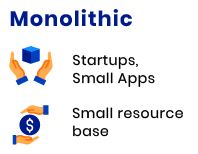 Monolithic
Startups,
Small Apps
Small resource
base
$